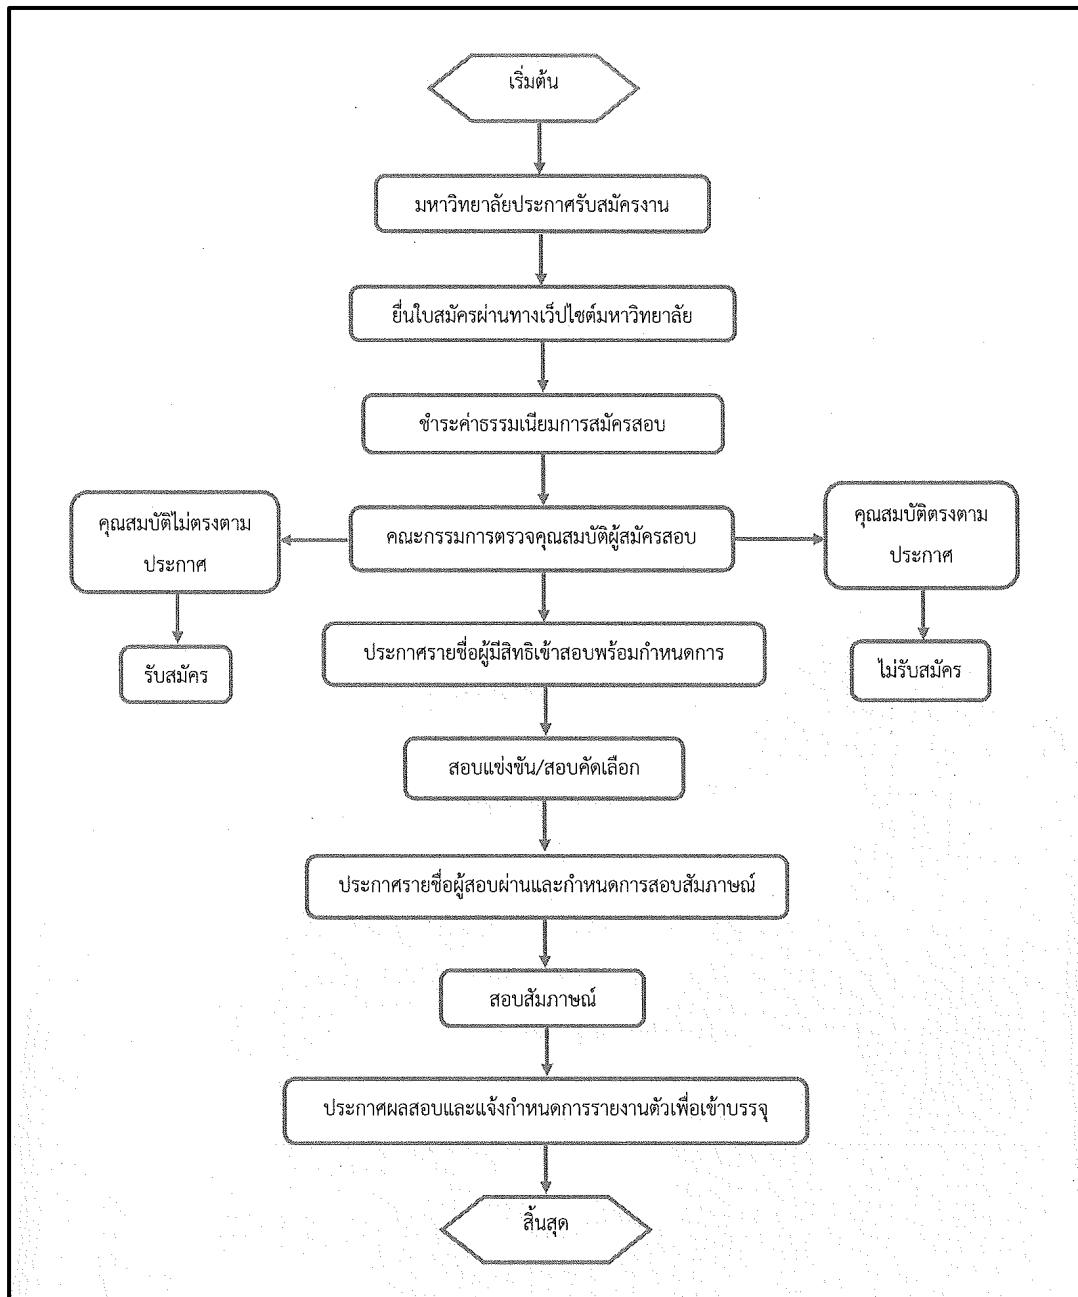 เริ่มต้น
มหาวิทยาลัยประกาศรับสมัครงาน
ยื่นใบสมัครผ่านทางเว็ปไซต์มหาวิทยาลัย
ชำระค่าธรรมเนียมการสมัครสอบ
คุณสมบัติไม่ตรงตาม
ประกาศ
คณะกรรมการตรวจคุณสมบัติผู้สมัครสอบ
คุณสมบัติตรงตาม
ประกาศ
รับสมัคร
ประกาศรายชื่อผู้มีสิทธิเข้าสอบพร้อมกำหนดการ
ไม่รับสมัคร
สอบแข่งขัน/สอบคัดเลือก
ประกาศรายชื่อผู้สอบผ่านและกำหนดการสอบสัมภาษณ์
สอบสัมภาษณ์
ประกาศผลสอบและแจ้งกำหนดการรายงานตัวเพื่อเข้าบรรจุ
สิ้นสุด